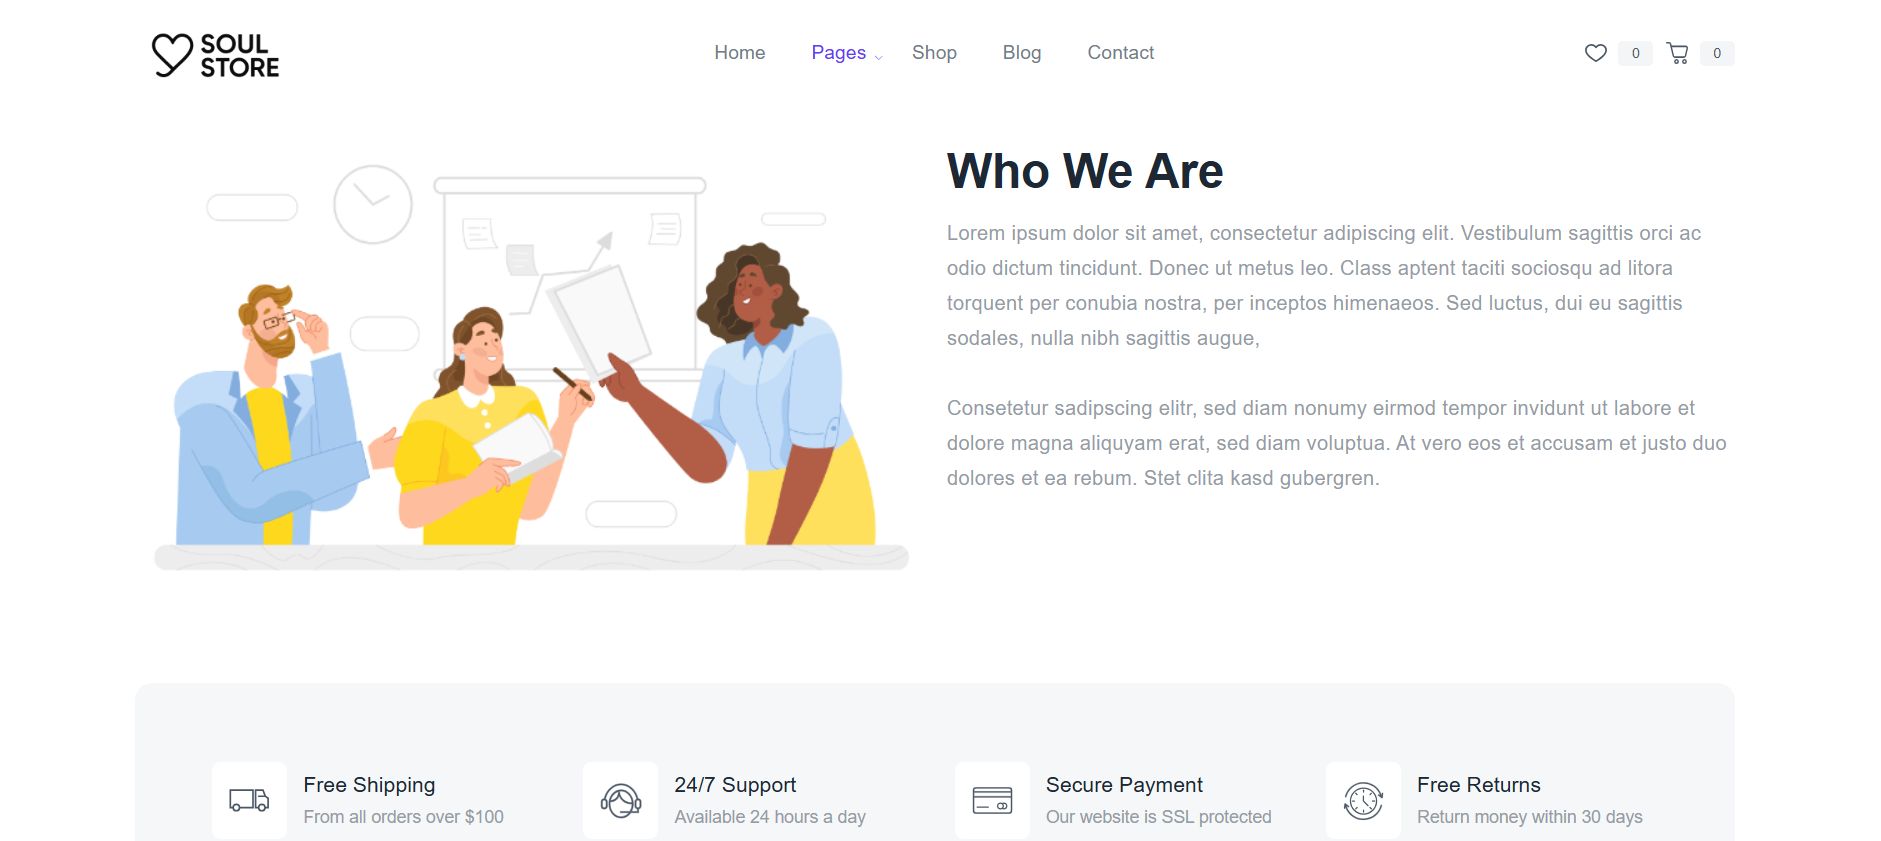 SOUL
STORE
Home Pages Shop Blog Contact
0 0
Who We Are
Lorem ipsum dolor sit amet, consectetur adipiscing elit. Vestibulum sagittis orci ac
odio dictum tincidunt. Donec ut metus leo. Class aptent taciti sociosqu ad litora
torquent per conubia nostra, per inceptos himenaeos. Sed luctus, dui eu sagittis
sodales, nulla nibh sagittis augue,
Consetetur sadipscing elitr, sed diam nonumy eirmod tempor invidunt ut labore et
dolore magna aliquyam erat, sed diam voluptua. At vero eos et accusam et justo duo
dolores et ea rebum. Stet clita kasd gubergren.
Free Shipping
From all orders over $100
24/7 Support
Available 24 hours a day
Secure Payment
Our website is SSL protected
Free Returns
Return money within 30 days